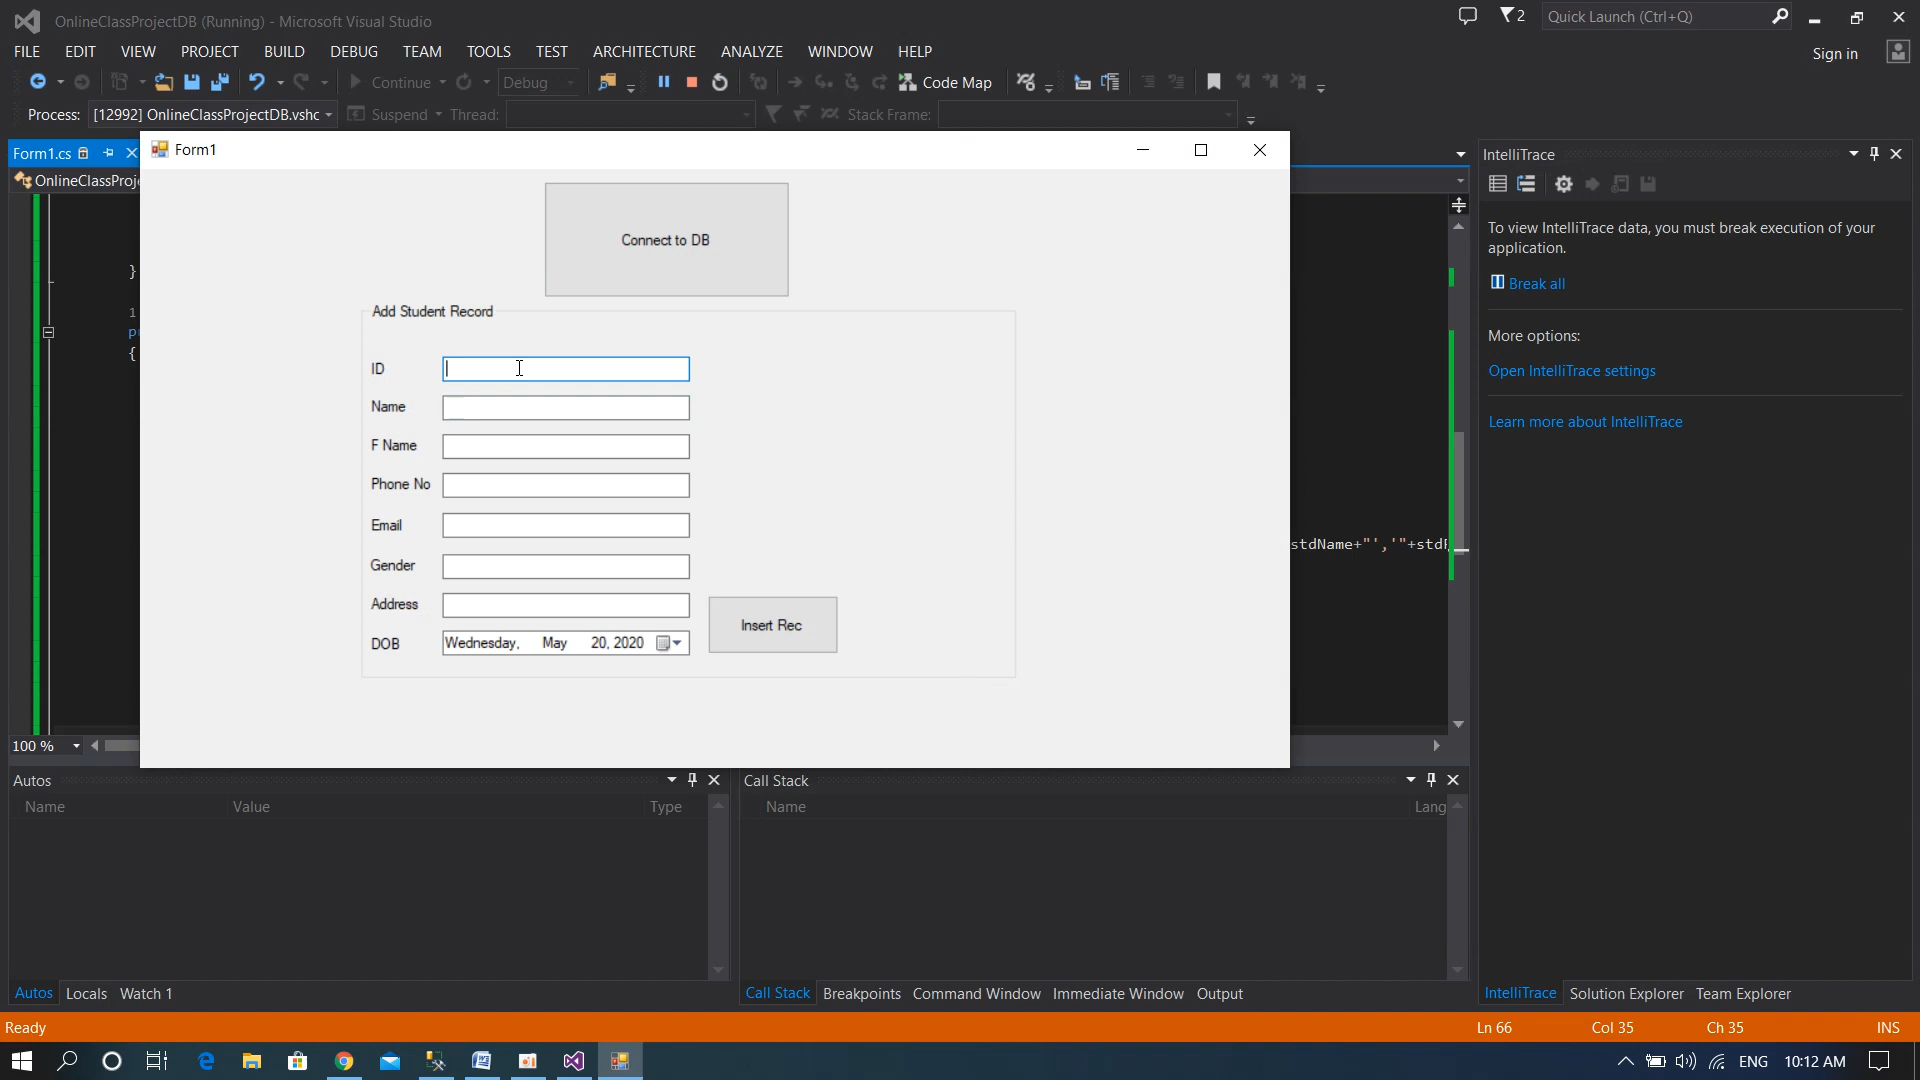 OnlineClassProjectDB (Running) - Microsoft Visual Studio
2
Quick Launch (Ctrl+Q)
FILE EDIT VIEW PROJECT BUILD DEBUG TEAM TOOLS TEST ARCHITECTURE ANALYZE WINDOW HELP
Sign in
Continue Debug Code Map
Process: [12992] OnlineClassProjectDB.vshc Suspend Thread: Stack Frame:
Form1.cs
Form1
IntelliTrace
OnlineClassProj
To view IntelliTrace data, you must break execution of your
application.
Break all
More options:
Open IntelliTrace settings
Learn more about IntelliTrace
Connect to DB
Add Student Record
ID
Name
F Name
Phone No
Email
Gender
Address
DOB Wednesday, May 20, 2020
Insert Rec
}
1
{
stdName+"','"+stdF
100 %
Autos
Name Value Type
Call Stack
Name Lang
Autos Locals Watch 1
Call Stack Breakpoints Command Window Immediate Window Output
IntelliTrace Solution Explorer Team Explorer
Ready Ln 66 Col 35 Ch 35 INS
ENG 10:12 AM